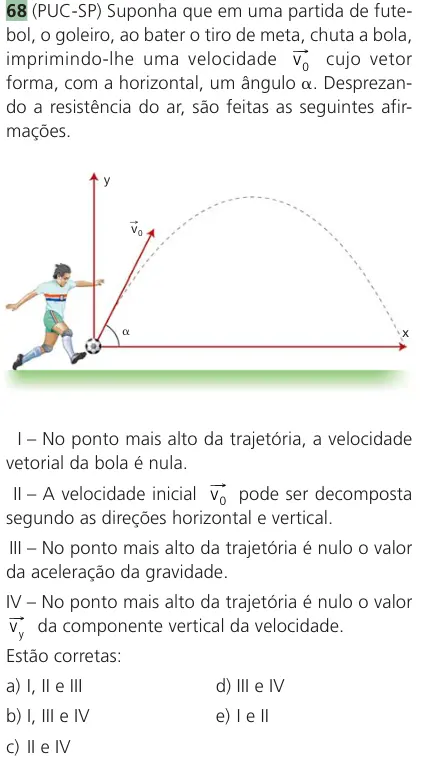 68 (PUC-SP) Suponha que em uma partida de fute-
bol, o goleiro, ao bater o tiro de meta, chuta a bola,
imprimindo-lhe uma velocidade v⃗₀ cujo vetor
forma, com a horizontal, um ângulo α. Desprezan-
do a resistência do ar, são feitas as seguintes afir-
mações.
y
v⃗₀
α
x
I – No ponto mais alto da trajetória, a velocidade
vetorial da bola é nula.
II – A velocidade inicial v⃗₀ pode ser decomposta
segundo as direções horizontal e vertical.
III – No ponto mais alto da trajetória é nulo o valor
da aceleração da gravidade.
IV – No ponto mais alto da trajetória é nulo o valor
v⃗y da componente vertical da velocidade.
Estão corretas:
a) I, II e III d) III e IV
b) I, III e IV e) I e II
c) II e IV